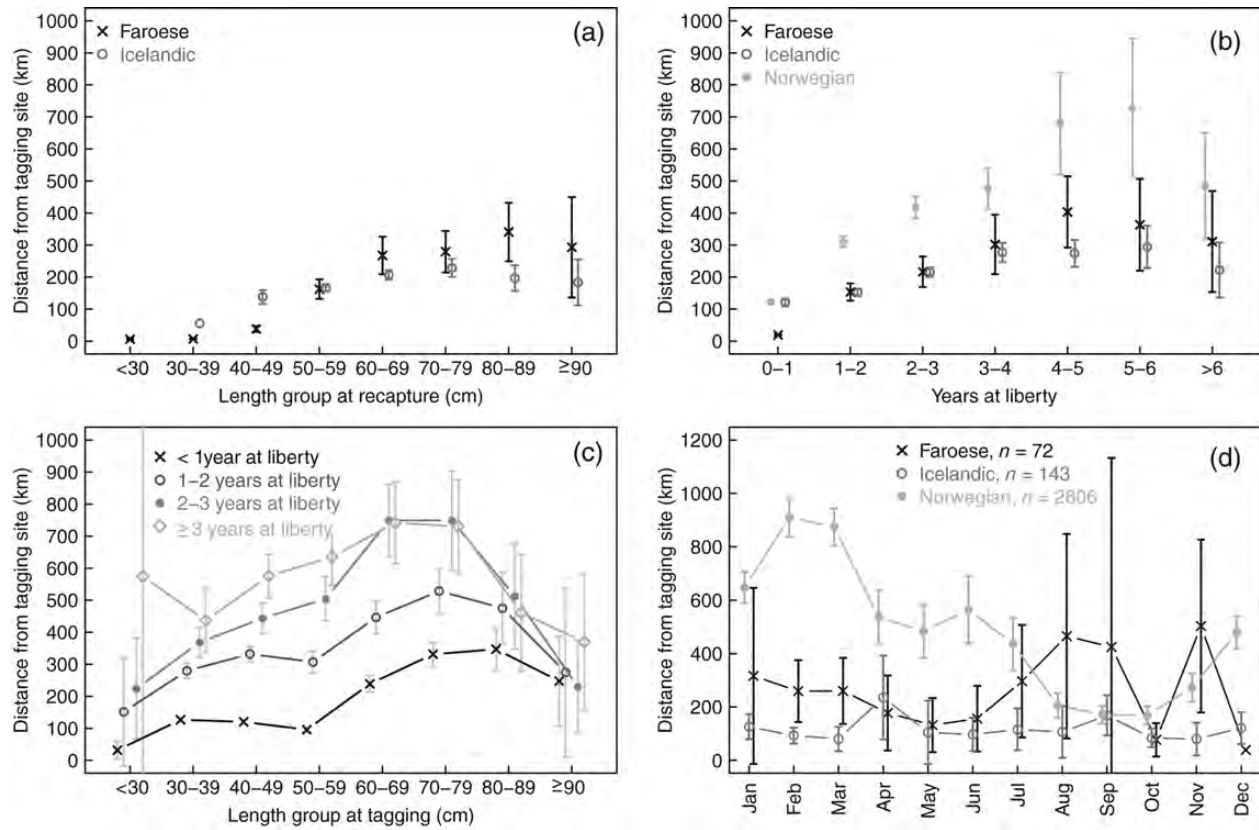 (a)
Faroese
Icelandic
Distance from tagging site (km)
1000
900
800
700
600
500
400
300
200
100
0
<30 30–39 40–49 50–59 60–69 70–79 80–89 ≥90
Length group at recapture (cm)
(b)
Faroese
Icelandic
Norwegian
Distance from tagging site (km)
1000
900
800
700
600
500
400
300
200
100
0
0–1 1–2 2–3 3–4 4–5 5–6 >6
Years at liberty
(c)
< 1year at liberty
1–2 years at liberty
2–3 years at liberty
≥3 years at liberty
Distance from tagging site (km)
1000
900
800
700
600
500
400
300
200
100
0
<30 30–39 40–49 50–59 60–69 70–79 80–89 ≥90
Length group at tagging (cm)
(d)
Faroese, n = 72
Icelandic, n = 143
Norwegian, n = 2806
Distance from tagging site (km)
1200
1000
800
600
400
200
0
Jan Feb Mar Apr May Jun Jul Aug Sep Oct Nov Dec